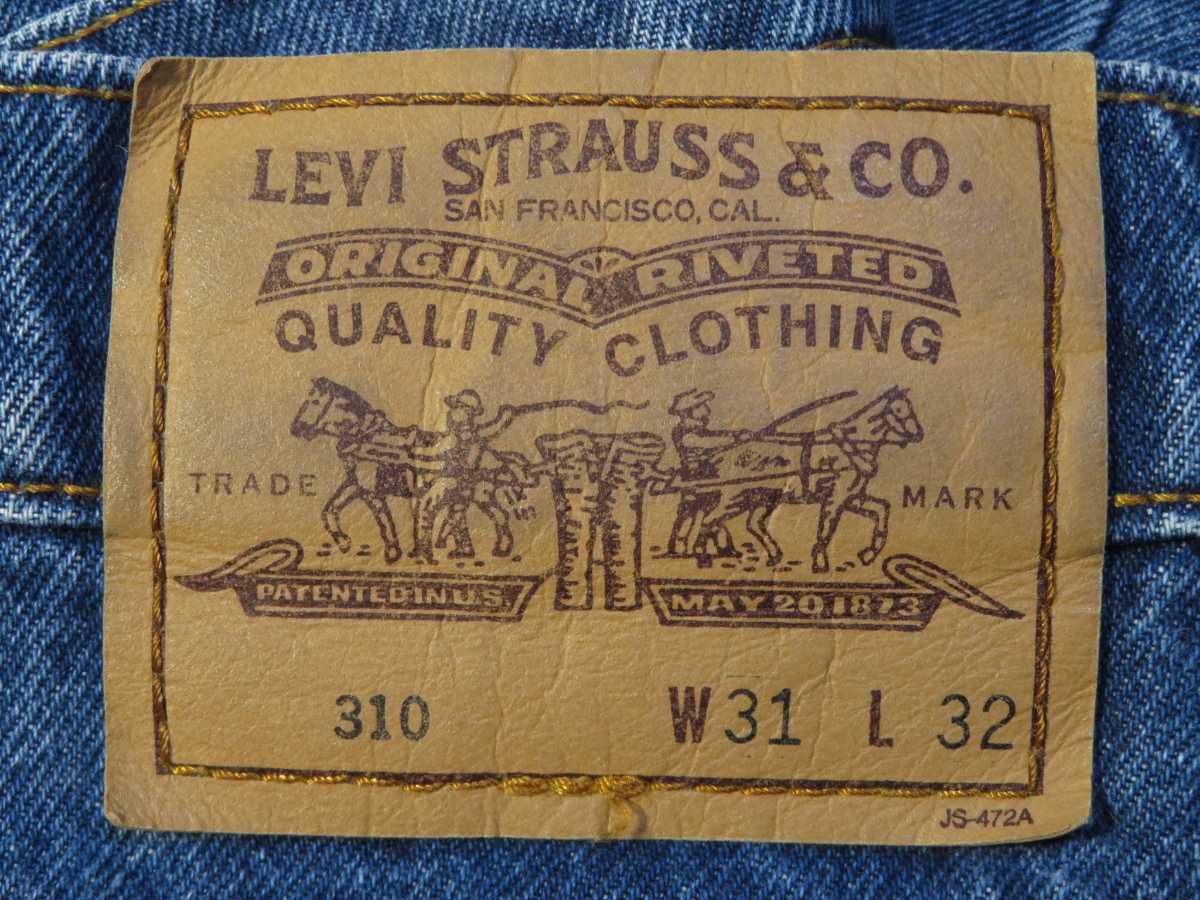 LEVI STRAUSS & CO.
SAN FRANCISCO, CAL.
ORIGINAL RIVETED
QUALITY CLOTHING
TRADE MARK
PATENTED IN U.S. MAY 20 1873
310 W 31 L 32
JS-472A